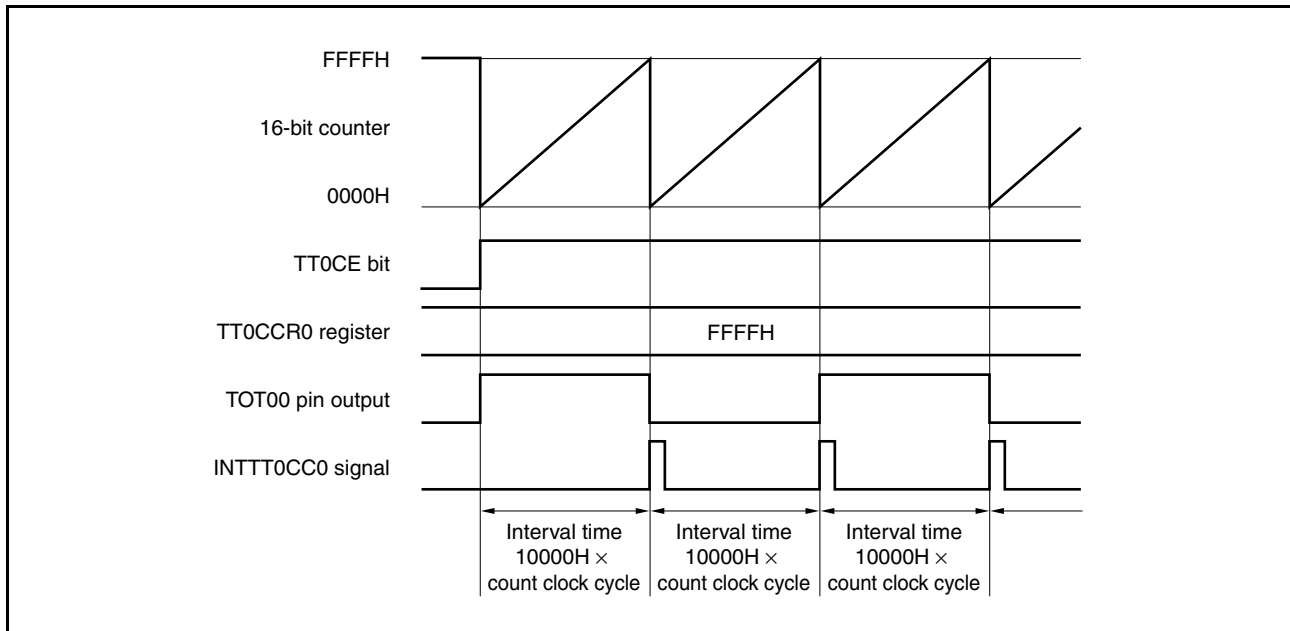 FFFFH
16-bit counter
0000H
TT0CE bit
TT0CCR0 register
FFFFH
TOT00 pin output
INTTT0CC0 signal
Interval time
10000H ×
count clock cycle
Interval time
10000H ×
count clock cycle
Interval time
10000H ×
count clock cycle